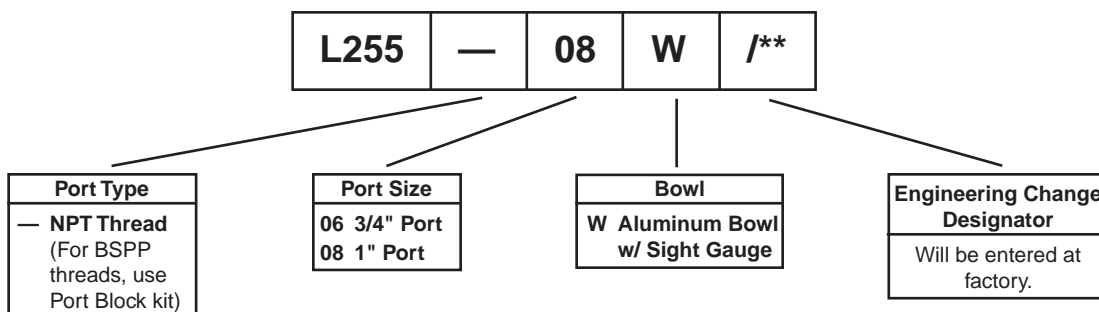 L255 — 08 W /**
Port Type
— NPT Thread
(For BSPP
threads, use
Port Block kit)
Port Size
06 3/4" Port
08 1" Port
Bowl
W Aluminum Bowl
w/ Sight Gauge
Engineering Change
Designator
Will be entered at
factory.